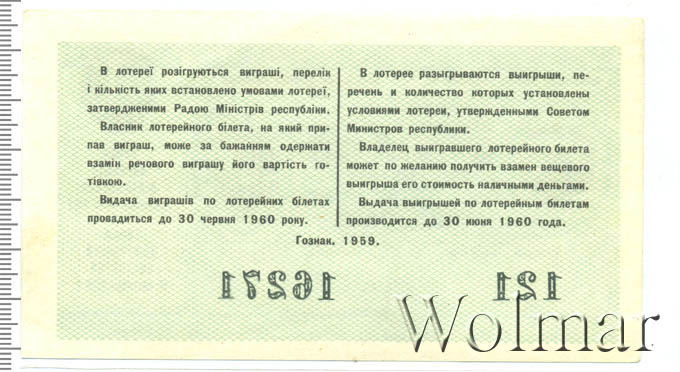 В лотереї розігруються виграші, перелік
і кількість яких встановлено умовами лотереї,
затвердженими Радою Міністрів республіки.
Власник лотерейного білета, на який при-
пав виграш, може за бажанням одержати
взамін речового виграшу його вартість го-
тівкою.
Видача виграшів по лотерейних білетах
провадиться до 30 червня 1960 року.
В лотерее разыгрываются выигрыши, пе-
речень и количество которых установлены
условиями лотереи, утвержденными Советом
Министров республики.
Владелец выигравшего лотерейного билета
может по желанию получить взамен вещевого
выигрыша его стоимость наличными деньгами.
Выдача выигрышей по лотерейным билетам
производится до 30 июня 1960 года.
Гознак. 1959.
16271 121
Wolmar